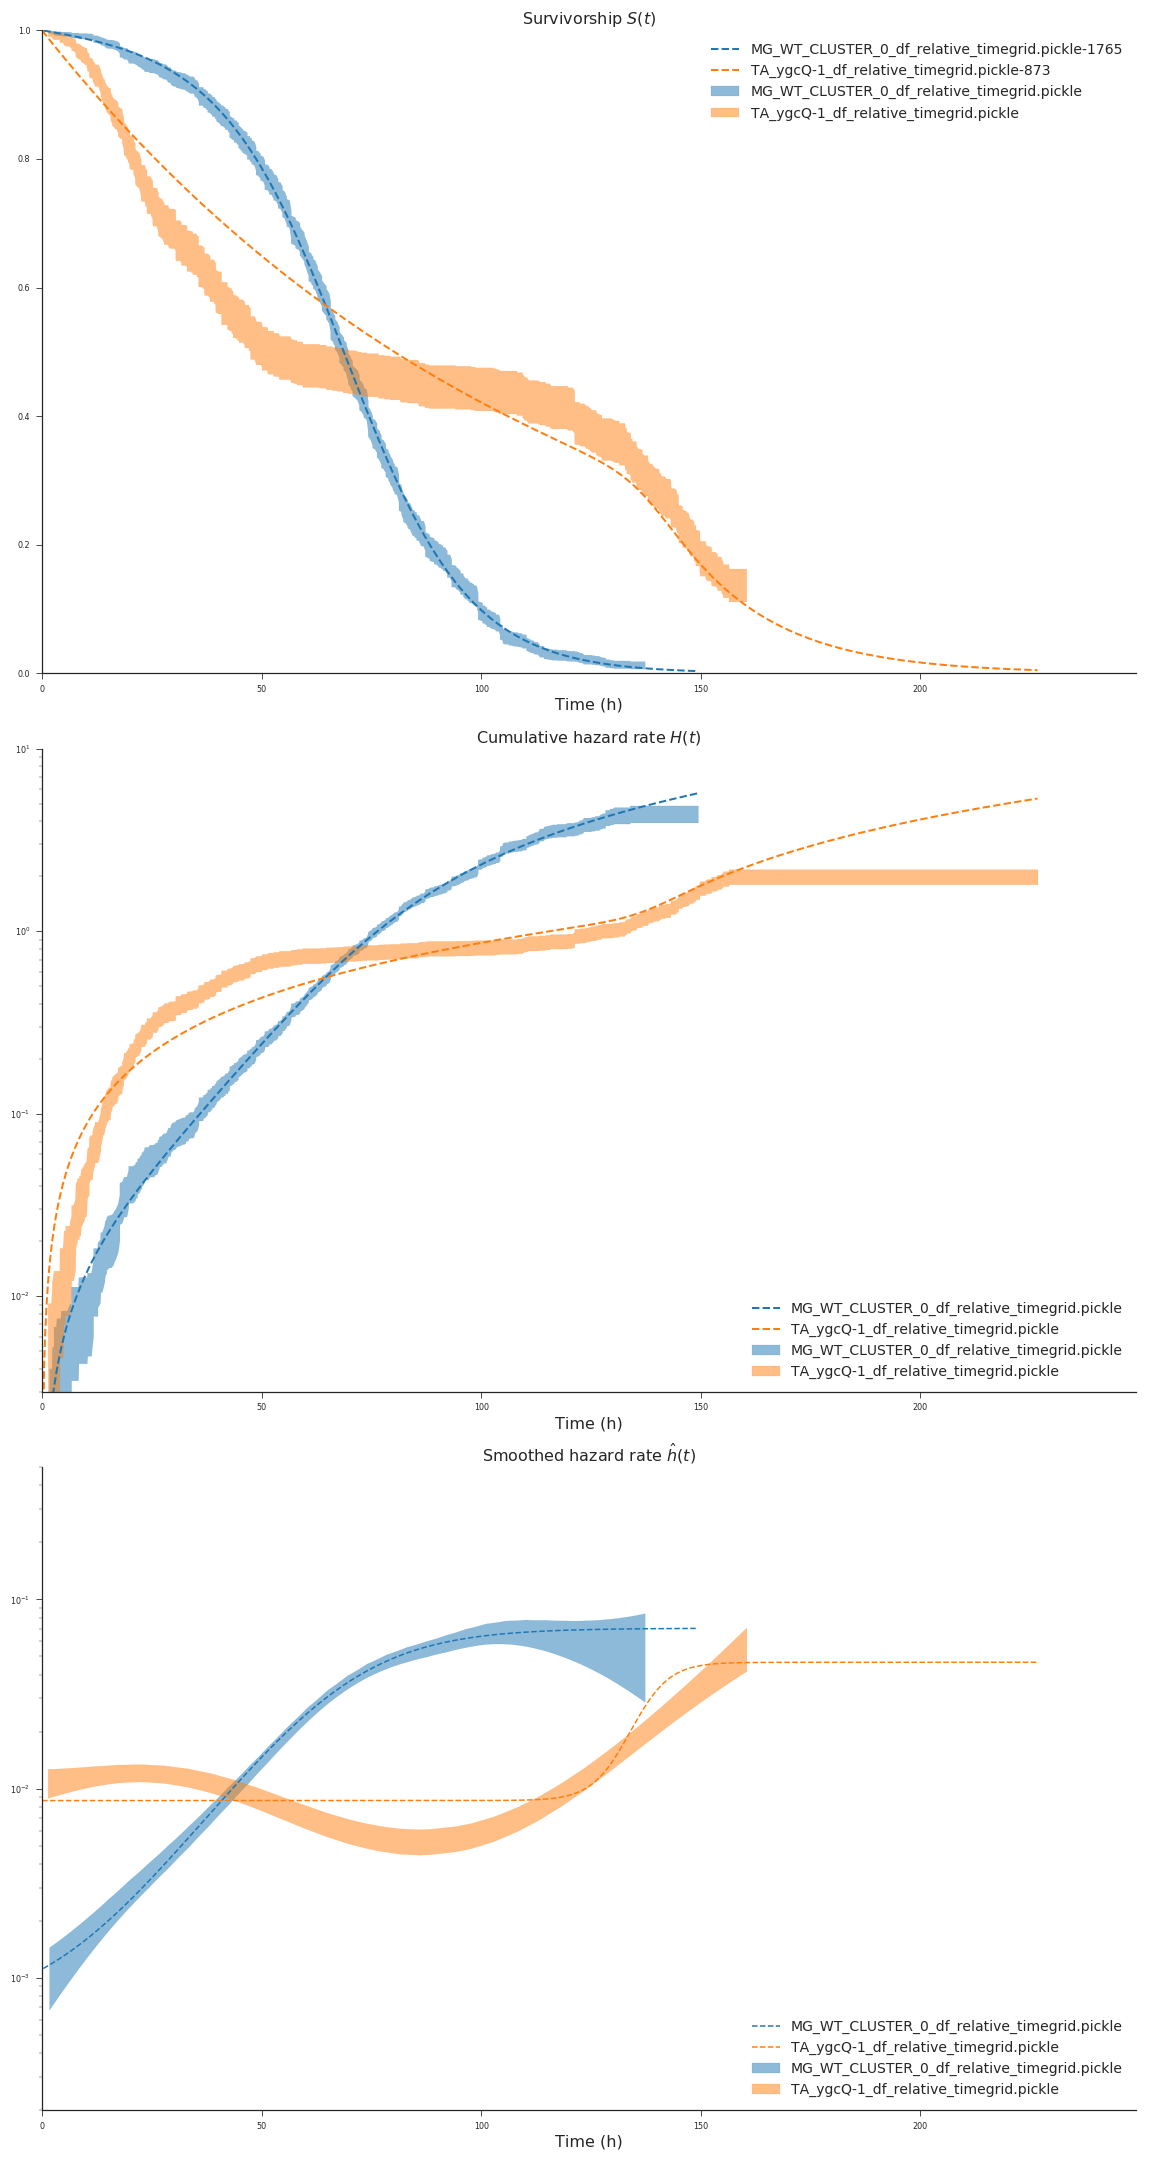 Survivorship S(t)
1.0
0.8
0.6
0.4
0.2
0.0
MG_WT_CLUSTER_0_df_relative_timegrid.pickle-1765
TA_ygcQ-1_df_relative_timegrid.pickle-873
MG_WT_CLUSTER_0_df_relative_timegrid.pickle
TA_ygcQ-1_df_relative_timegrid.pickle
0 50 100 150 200
Time (h)
Cumulative hazard rate H(t)
10¹
10⁰
10⁻¹
10⁻²
MG_WT_CLUSTER_0_df_relative_timegrid.pickle
TA_ygcQ-1_df_relative_timegrid.pickle
MG_WT_CLUSTER_0_df_relative_timegrid.pickle
TA_ygcQ-1_df_relative_timegrid.pickle
0 50 100 150 200
Time (h)
Smoothed hazard rate ĥ(t)
10⁻¹
10⁻²
10⁻³
MG_WT_CLUSTER_0_df_relative_timegrid.pickle
TA_ygcQ-1_df_relative_timegrid.pickle
MG_WT_CLUSTER_0_df_relative_timegrid.pickle
TA_ygcQ-1_df_relative_timegrid.pickle
0 50 100 150 200
Time (h)